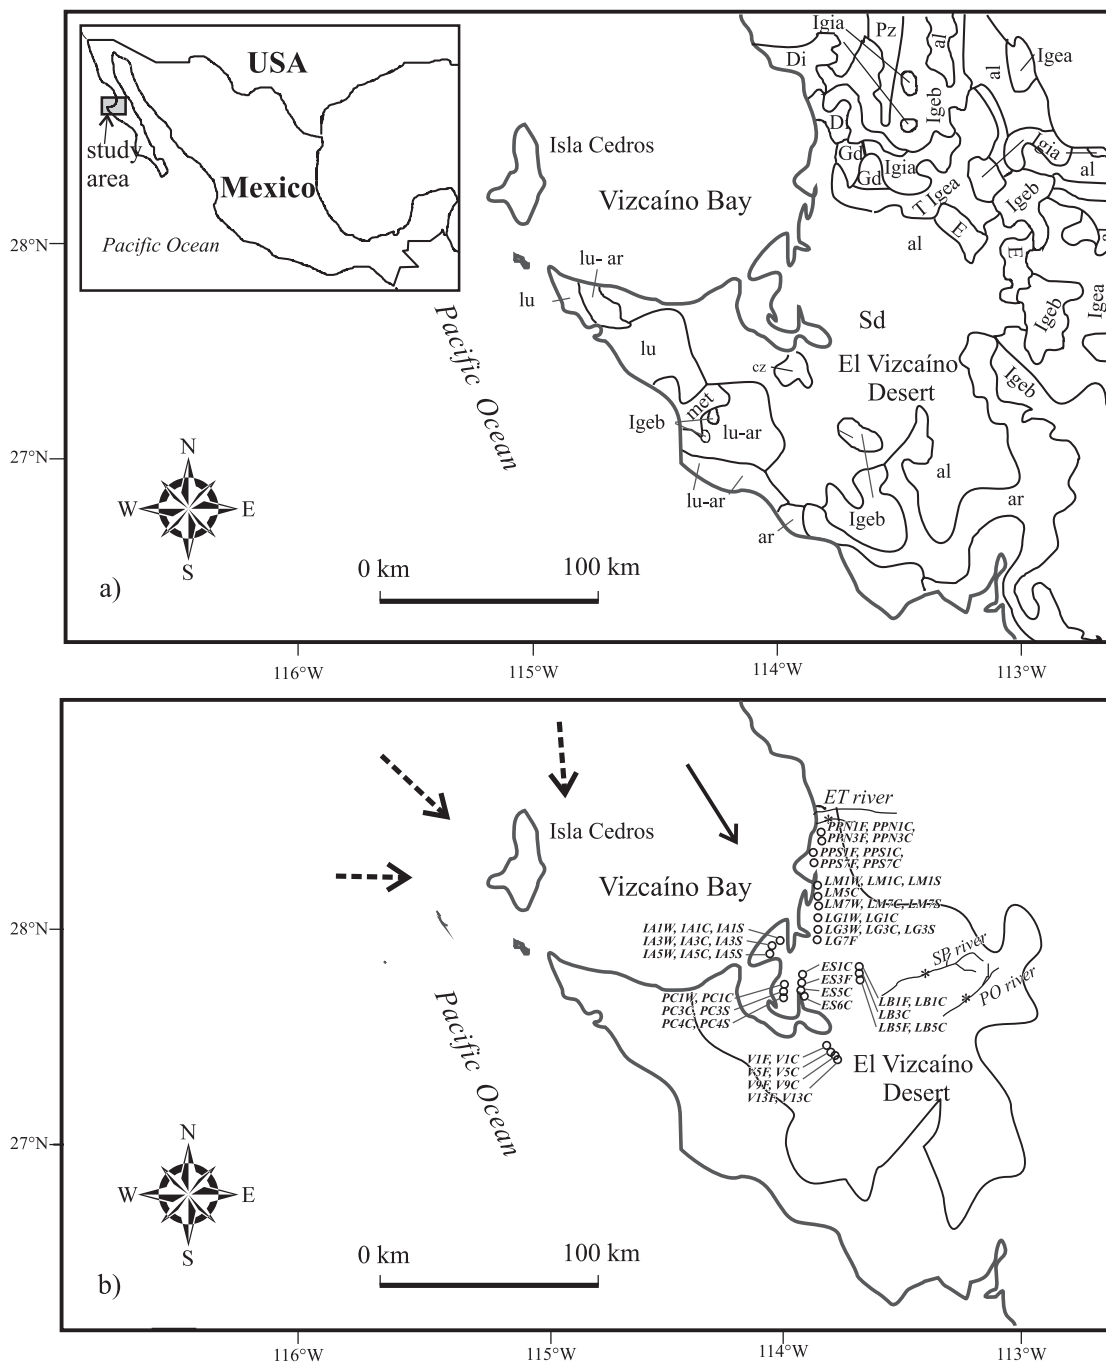 USA
study
area
Mexico
Pacific Ocean
Isla Cedros
Vizcaíno Bay
Igia
Pz
al
Igea
al
Di
Igeb
Di
Gd
Gd
Igia
Igia
al
T Igea
Igeb
E
al
E
28°N
lu- ar
lu
Pacific Ocean
lu
Sd
Igeb
Igea
cz
El Vizcaíno
Desert
Igeb
met
Igeb
lu-ar
27°N
lu-ar
al
ar
Igeb
ar
N
W
E
S
0 km
100 km
a)
116°W
115°W
114°W
113°W
ET river
PPN1F, PPN1C,
PPN3F, PPN3C
PPS1F, PPS1C,
PPS7F, PPS7C
LM1W, LM1C, LM1S
LM5C
LM7W, LM7C, LM7S
LG1W, LG1C
LG3W, LG3C, LG3S
LG7F
Isla Cedros
Vizcaíno Bay
28°N
IA1W, IA1C, IA1S
IA3W, IA3C, IA3S
IA5W, IA5C, IA5S
SP river
PO river
ES1C
ES3F
ES5C
ES6C
PC1W, PC1C
PC3C, PC3S
PC4C, PC4S
LB1F, LB1C
LB3C
LB5F, LB5C
V1F, V1C
V5F, V5C
V9F, V9C
V13F, V13C
El Vizcaíno
Desert
Pacific Ocean
27°N
N
W
E
S
0 km
100 km
b)
116°W
115°W
114°W
113°W